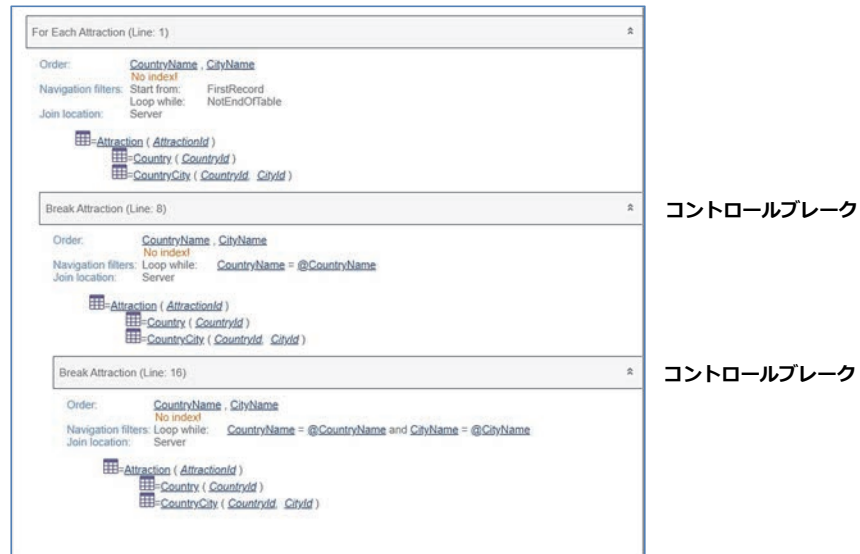 For Each Attraction (Line: 1)
Order: CountryName , CityName
No index!
Navigation filters: Start from: FirstRecord
Loop while: NotEndOfTable
Join location: Server
=Attraction ( AttractionId )
=Country ( CountryId )
=CountryCity ( CountryId, CityId )
Break Attraction (Line: 8)
コントロールブレーク
Order: CountryName , CityName
No index!
Navigation filters: Loop while: CountryName = @CountryName
Join location: Server
=Attraction ( AttractionId )
=Country ( CountryId )
=CountryCity ( CountryId, CityId )
Break Attraction (Line: 16)
コントロールブレーク
Order: CountryName , CityName
No index!
Navigation filters: Loop while: CountryName = @CountryName and CityName = @CityName
Join location: Server
=Attraction ( AttractionId )
=Country ( CountryId )
=CountryCity ( CountryId, CityId )